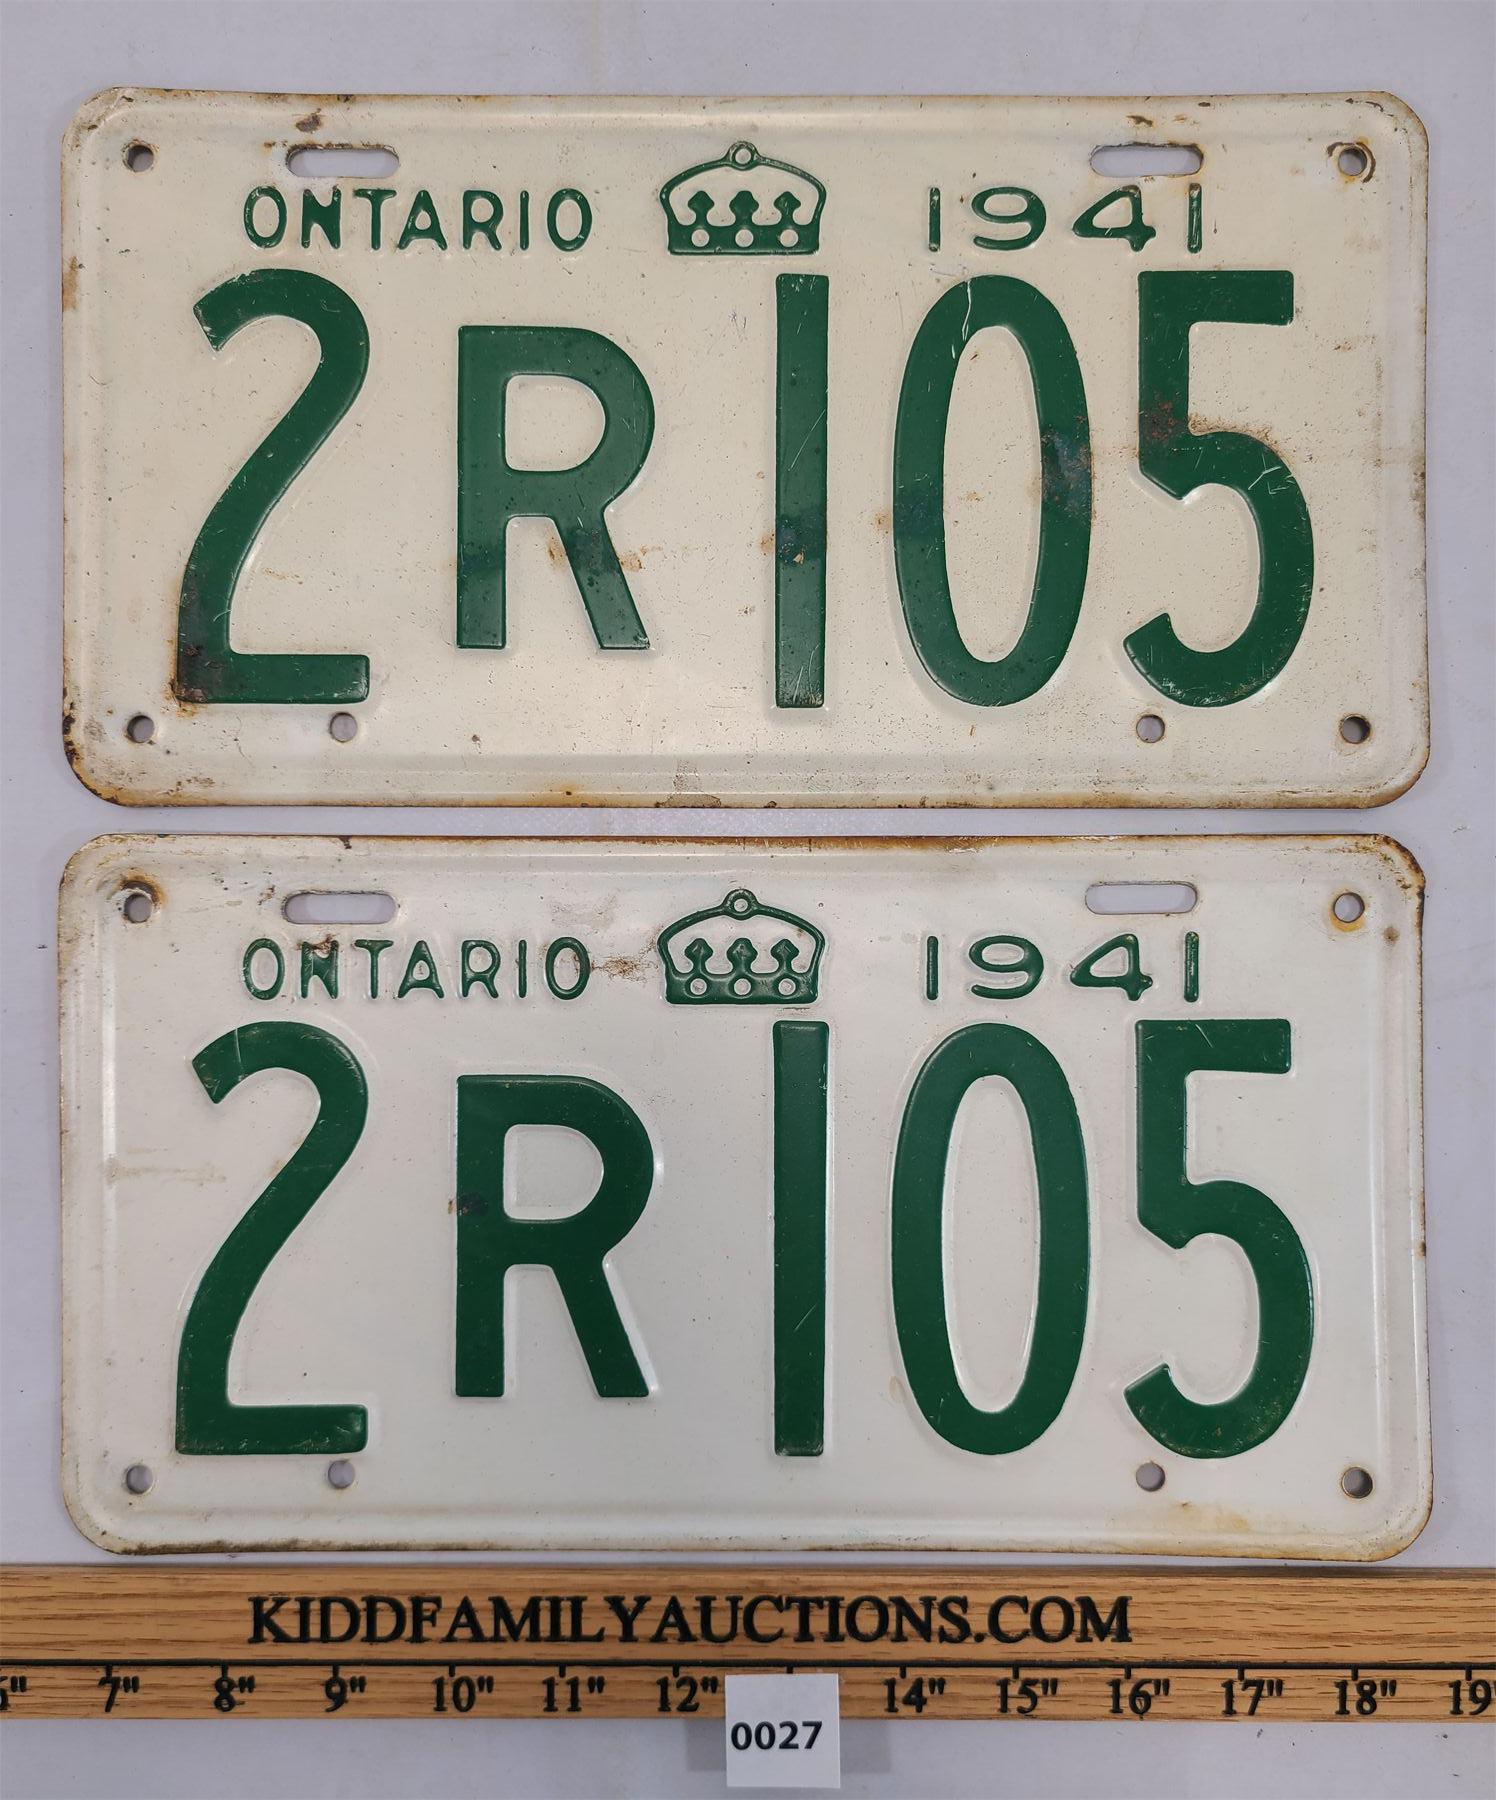 ONTARIO 1941
2R105
ONTARIO 1941
2R105
KIDDFAMILYAUCTIONS.COM
7" 8" 9" 10" 11" 12" 14" 15" 16" 17" 18" 19"
0027